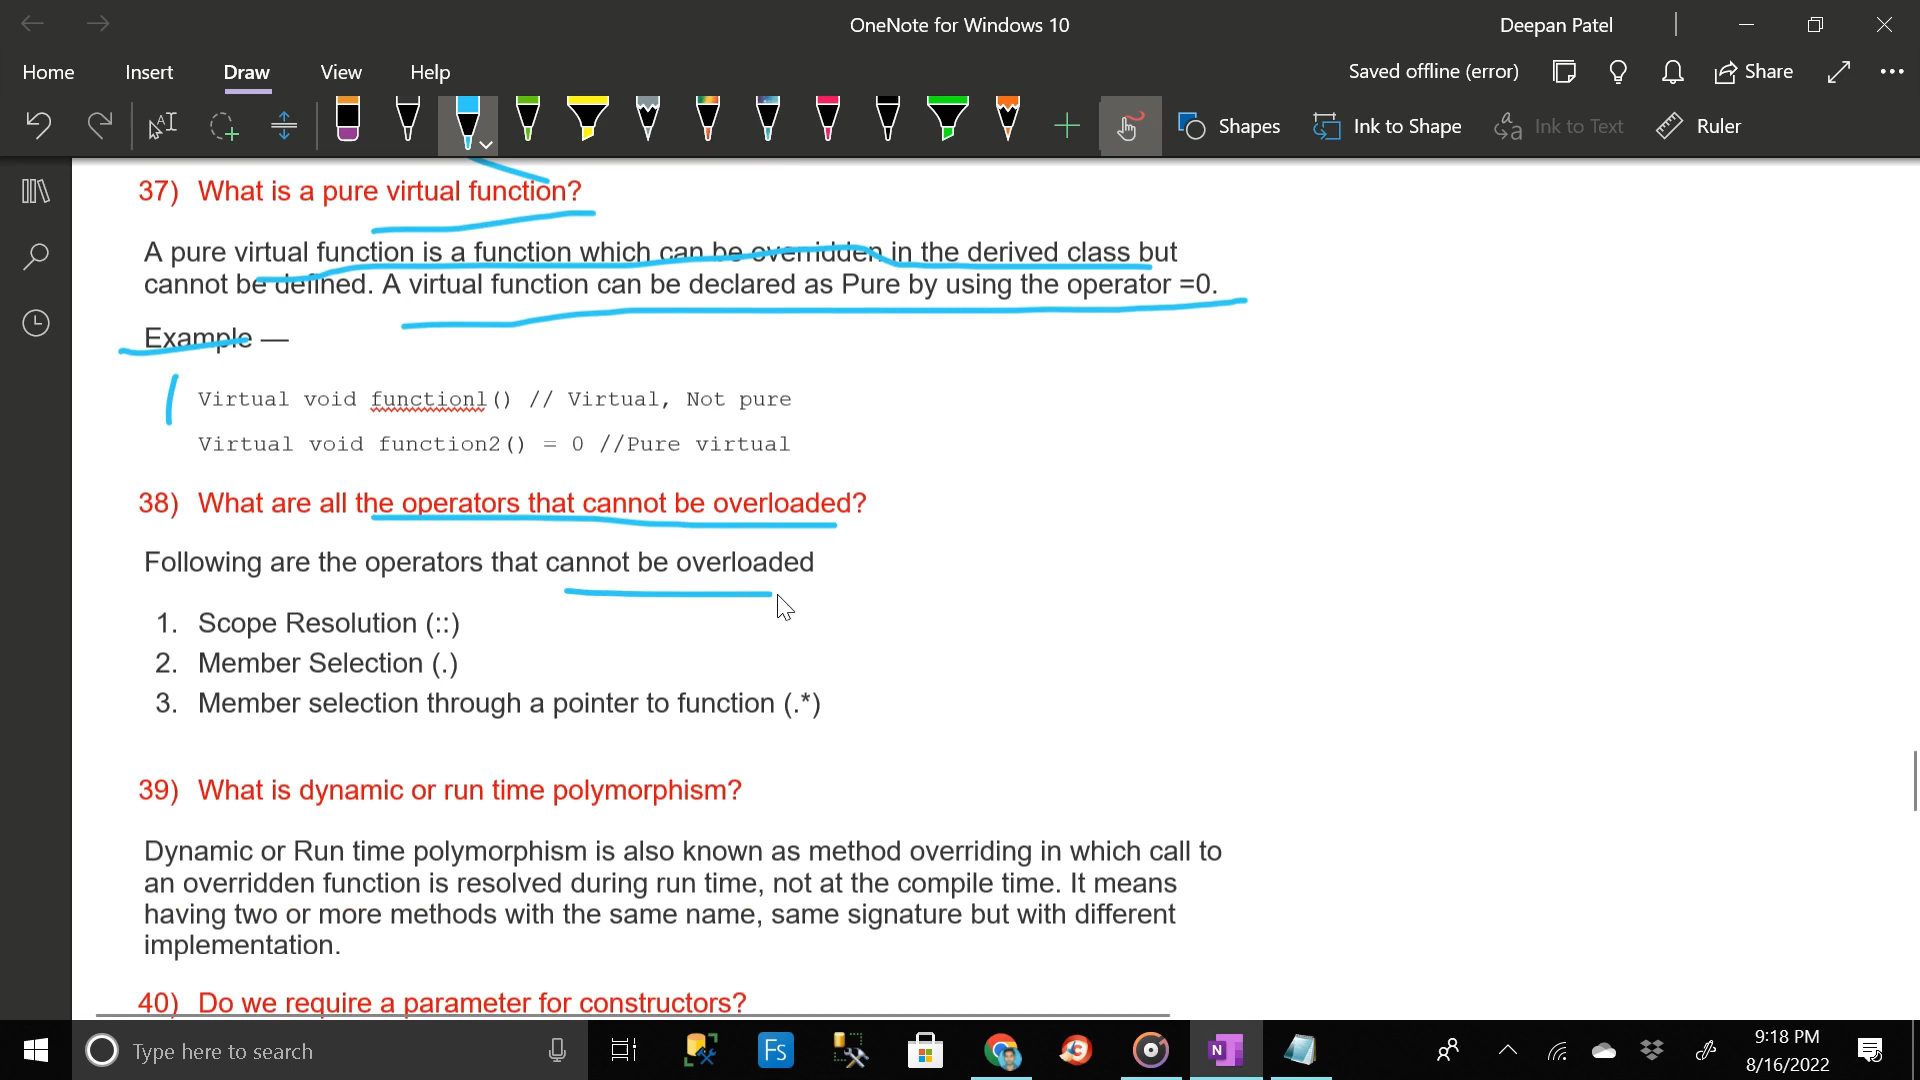 OneNote for Windows 10
Deepan Patel
Home Insert Draw View Help
Saved offline (error) Share
Shapes Ink to Shape Ink to Text Ruler
37) What is a pure virtual function?
A pure virtual function is a function which can be overridden in the derived class but
cannot be defined. A virtual function can be declared as Pure by using the operator =0.
Example —
Virtual void function1() // Virtual, Not pure
Virtual void function2() = 0 //Pure virtual
38) What are all the operators that cannot be overloaded?
Following are the operators that cannot be overloaded
1. Scope Resolution (::)
2. Member Selection (.)
3. Member selection through a pointer to function (.*)
39) What is dynamic or run time polymorphism?
Dynamic or Run time polymorphism is also known as method overriding in which call to
an overridden function is resolved during run time, not at the compile time. It means
having two or more methods with the same name, same signature but with different
implementation.
40) Do we require a parameter for constructors?
Type here to search
Fs
N
9:18 PM
8/16/2022